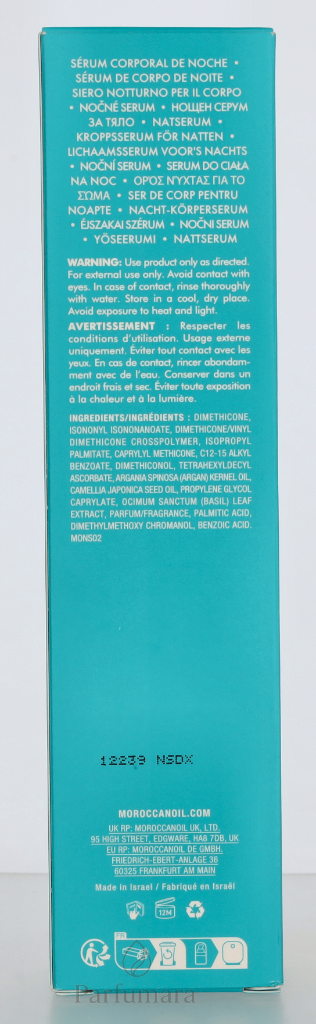 SÉRUM CORPORAL DE NOCHE •
SÉRUM DE CORPO DE NOITE •
SIERO NOTTURNO PER IL CORPO
• NOČNÉ SERUM • НОЩЕН СЕРУМ
ЗА ТЯЛО • NATSERUM •
KROPPSSERUM FÖR NATTEN •
LICHAAMSSERUM VOOR'S NACHTS
• NOČNÍ SERUM • SERUM DO CIAŁA
NA NOC • ΟΡΌΣ ΝΎΧΤΑΣ ΓΙΑ ΤΟ
ΣΏΜΑ • SER DE CORP PENTRU
NOAPTE • NACHT-KÖRPERSERUM
• ÉJSZAKAI SZÉRUM • NOČNI SERUM
• YÖSEERUMI • NATTSERUM
WARNING: Use product only as directed.
For external use only. Avoid contact with
eyes. In case of contact, rinse thoroughly
with water. Store in a cool, dry place.
Avoid exposure to heat and light.
AVERTISSEMENT : Respecter les
conditions d'utilisation. Usage externe
uniquement. Éviter tout contact avec les
yeux. En cas de contact, rincer abondam-
ment avec de l'eau. Conserver dans un
endroit frais et sec. Éviter toute exposition
à la chaleur et à la lumière.
INGREDIENTS/INGRÉDIENTS : DIMETHICONE,
ISONONYL ISONONANOATE, DIMETHICONE/VINYL
DIMETHICONE CROSSPOLYMER, ISOPROPYL
PALMITATE, CAPRYLYL METHICONE, C12-15 ALKYL
BENZOATE, DIMETHICONOL, TETRAHEXYLDECYL
ASCORBATE, ARGANIA SPINOSA (ARGAN) KERNEL OIL,
CAMELLIA JAPONICA SEED OIL, PROPYLENE GLYCOL
CAPRYLATE, OCIMUM SANCTUM (BASIL) LEAF
EXTRACT, PARFUM/FRAGRANCE, PALMITIC ACID,
DIMETHYLMETHOXY CHROMANOL, BENZOIC ACID.
MONS02
12239 NSDX
MOROCCANOIL.COM
UK RP: MOROCCANOIL UK, LTD.
95 HIGH STREET, EDGWARE, HA8 7DB, UK
EU RP: MOROCCANOIL DE GMBH.
FRIEDRICH-EBERT-ANLAGE 36
60325 FRANKFURT AM MAIN
Made in Israel / Fabriqué en Israël
12M
FR
Parfumara